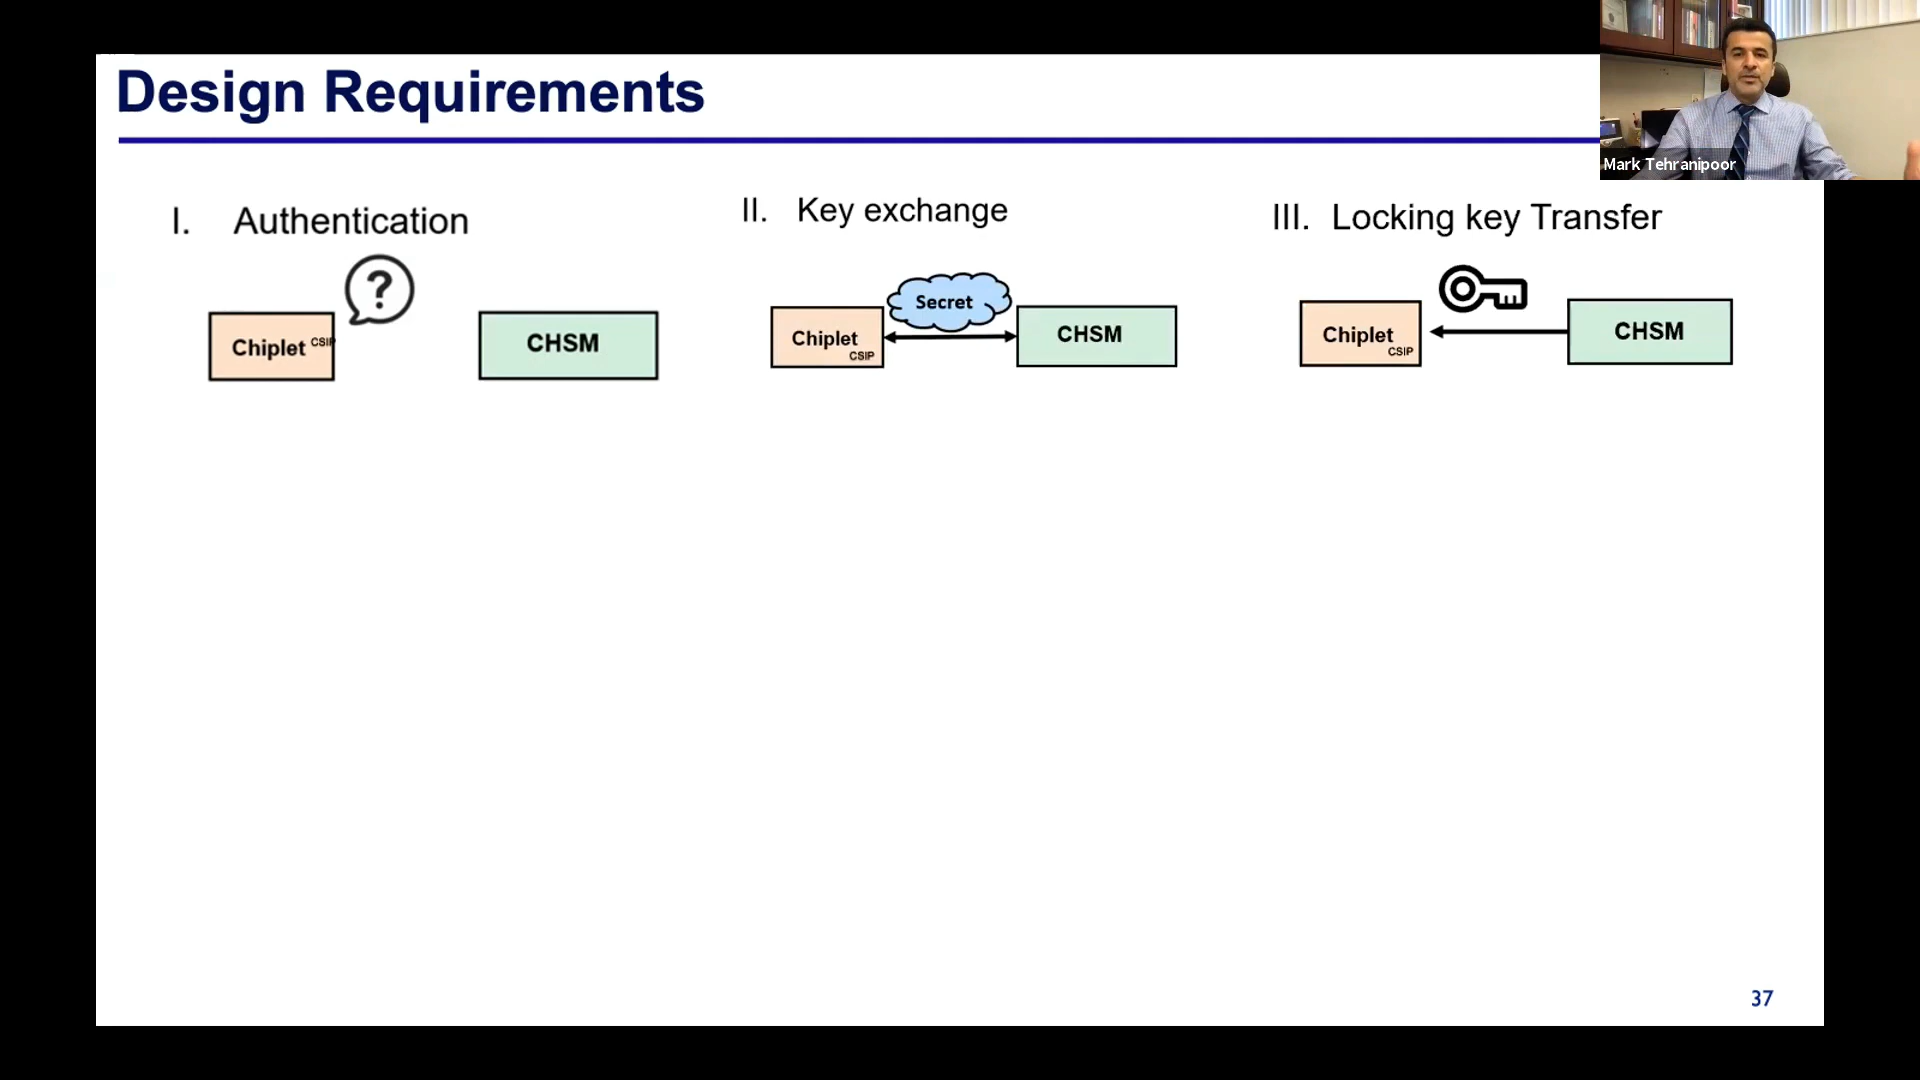 Design Requirements
Mark Tehranipoor
I. Authentication
?
Chiplet CSIP
CHSM
II. Key exchange
Secret
Chiplet
CSIP
CHSM
III. Locking key Transfer
Chiplet
CSIP
CHSM
37